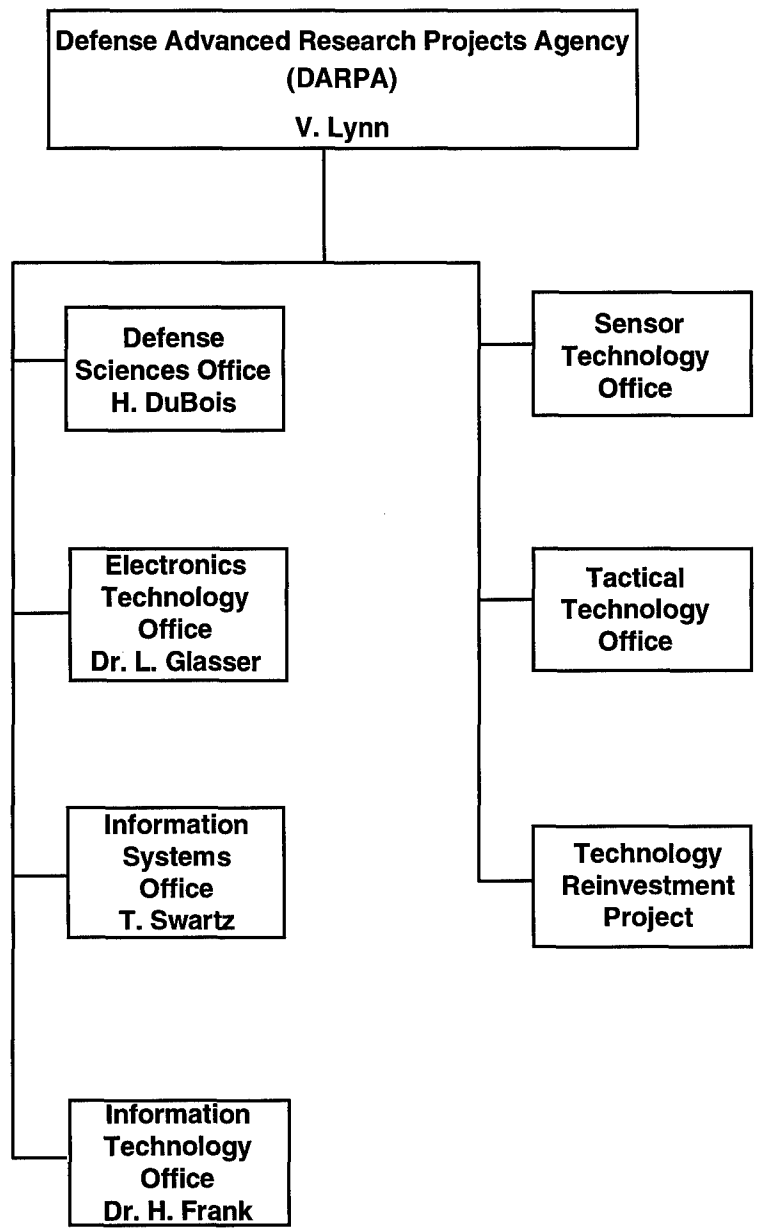 Defense Advanced Research Projects Agency
(DARPA)
V. Lynn
Defense
Sciences Office
H. DuBois
Electronics
Technology
Office
Dr. L. Glasser
Information
Systems
Office
T. Swartz
Information
Technology
Office
Dr. H. Frank
Sensor
Technology
Office
Tactical
Technology
Office
Technology
Reinvestment
Project